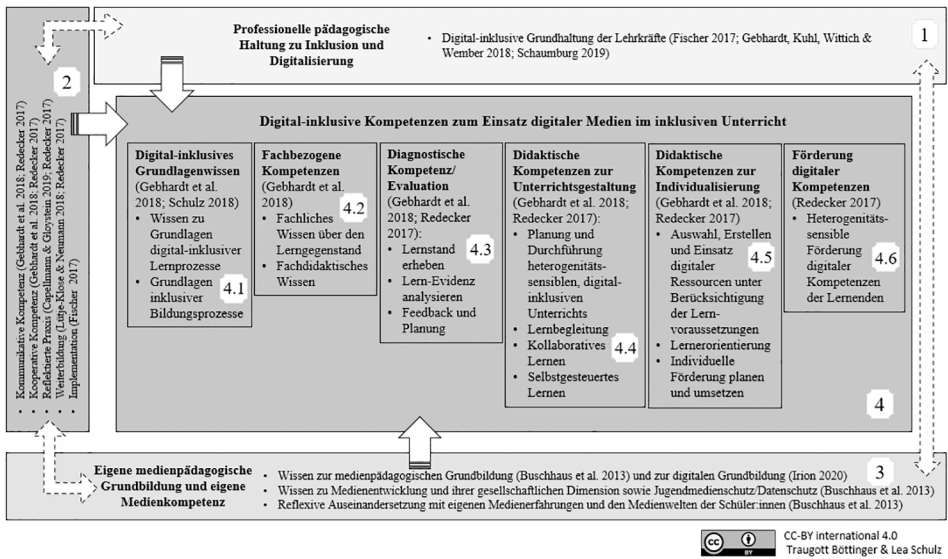 Professionelle pädagogische
Haltung zu Inklusion und
Digitalisierung
• Digital-inklusive Grundhaltung der Lehrkräfte (Fischer 2017; Gebhardt, Kuhl, Wittich &
Wember 2018; Schaumburg 2019)
1
2
• Kommunikative Kompetenz (Gebhardt et al. 2018; Redecker 2017)
• Kooperative Kompetenz (Gebhardt et al. 2018; Redecker 2017)
• Reflektierte Praxis (Capellmann & Gloystein 2019; Redecker 2017)
• Weiterbildung (Lütje-Klose & Neumann 2018; Redecker 2017)
• Implementation (Fischer 2017)
Digital-inklusive Kompetenzen zum Einsatz digitaler Medien im inklusiven Unterricht
Digital-inklusives
Grundlagenwissen
(Gebhardt et al.
2018; Schulz 2018)
• Wissen zu
Grundlagen
digital-inklusiver
Lernprozesse
• Grundlagen
inklusiver
Bildungsprozesse
4.1
Fachbezogene
Kompetenzen
(Gebhardt et al.
2018)
• Fachliches
Wissen über den
Lerngegenstand
• Fachdidaktisches
Wissen
4.2
Diagnostische
Kompetenz/
Evaluation
(Gebhardt et al.
2018; Redecker
2017):
• Lernstand
erheben
• Lern-Evidenz
analysieren
• Feedback und
Planung
4.3
Didaktische
Kompetenzen zur
Unterrichtsgestaltung
(Gebhardt et al. 2018;
Redecker 2017):
• Planung und
Durchführung
heterogenitäts-
sensiblen, digital-
inklusiven
Unterrichts
• Lernbegleitung
• Kollaboratives
Lernen
• Selbstgesteuertes
Lernen
4.4
Didaktische
Kompetenzen zur
Individualisierung
(Gebhardt et al. 2018;
Redecker 2017)
• Auswahl, Erstellen
und Einsatz
digitaler
Ressourcen unter
Berücksichtigung
der Lern-
voraussetzungen
• Lernerorientierung
• Individuelle
Förderung planen
und umsetzen
4.5
Förderung
digitaler
Kompetenzen
(Redecker 2017)
• Heterogenitäts-
sensible
Förderung
digitaler
Kompetenzen
der Lernenden
4.6
4
Eigene medienpädagogische
Grundbildung und eigene
Medienkompetenz
• Wissen zur medienpädagogischen Grundbildung (Buschhaus et al. 2013) und zur digitalen Grundbildung (Irion 2020)
• Wissen zu Medienentwicklung und ihrer gesellschaftlichen Dimension sowie Jugendmedienschutz/Datenschutz (Buschhaus et al. 2013)
• Reflexive Auseinandersetzung mit eigenen Medienerfahrungen und den Medienwelten der Schüler:innen (Buschhaus et al. 2013)
3
cc
BY
CC-BY international 4.0
Traugott Böttinger & Lea Schulz